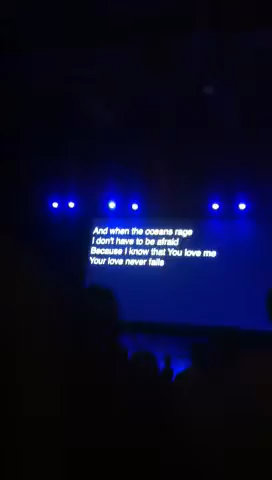 And when the oceans rage
I don't have to be afraid
Because I know that You love me
Your love never fails